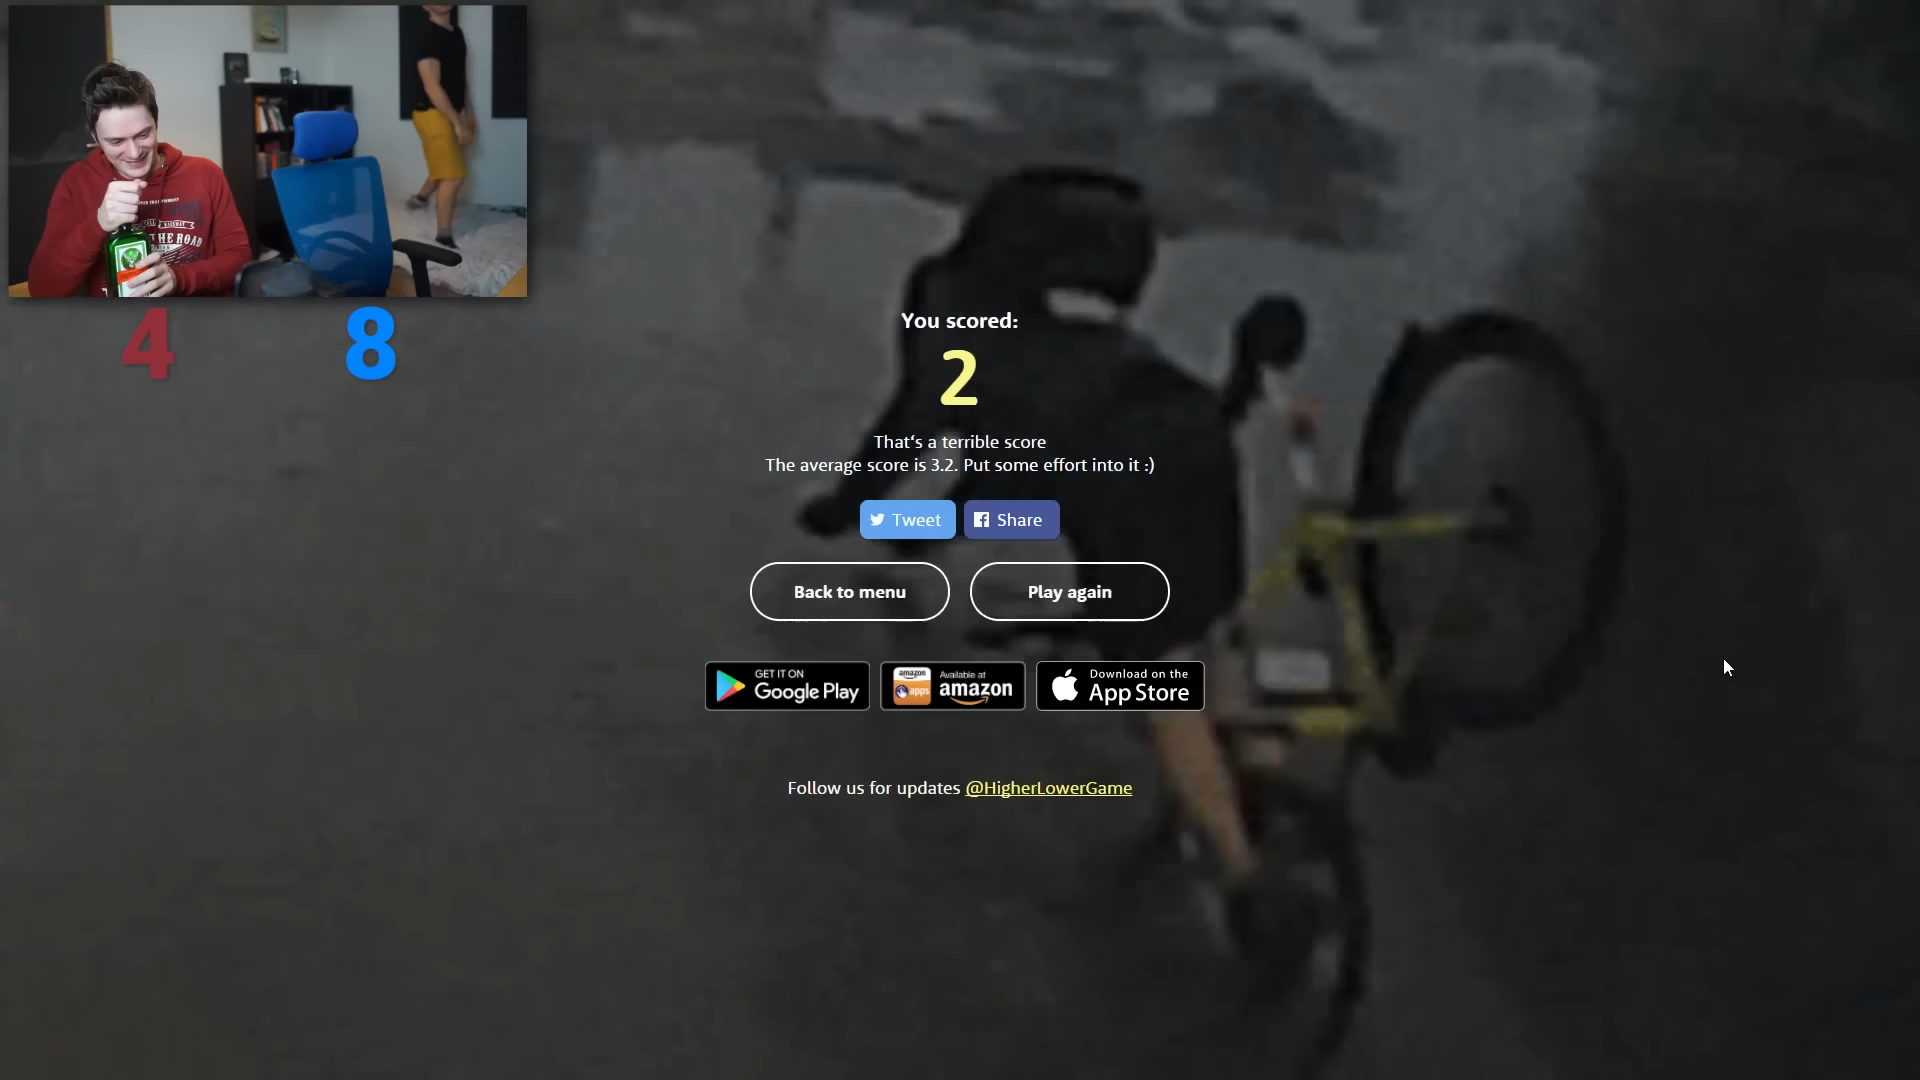 THE ROAD
4
8
You scored:
2
That's a terrible score
The average score is 3.2. Put some effort into it :)
Tweet
Share
Back to menu
Play again
GET IT ON
Google Play
amazon
apps
Available at
amazon
Download on the
App Store
Follow us for updates @HigherLowerGame